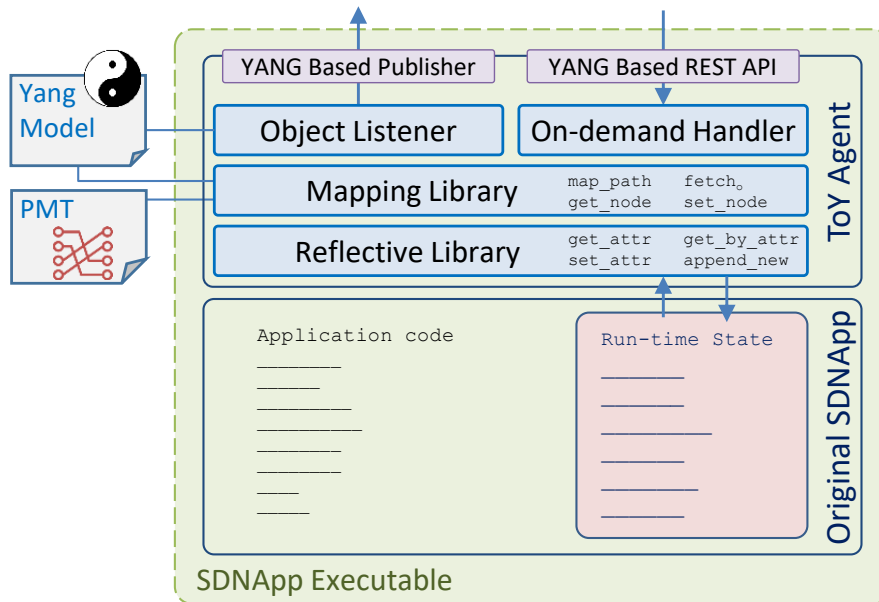 YANG Based Publisher
YANG Based REST API
Yang
Model
Object Listener
On-demand Handler
Mapping Library
map_path fetch。
get_node set_node
PMT
Reflective Library
get_attr get_by_attr
set_attr append_new
ToY Agent
Application code
Run-time State
Original SDNApp
SDNApp Executable